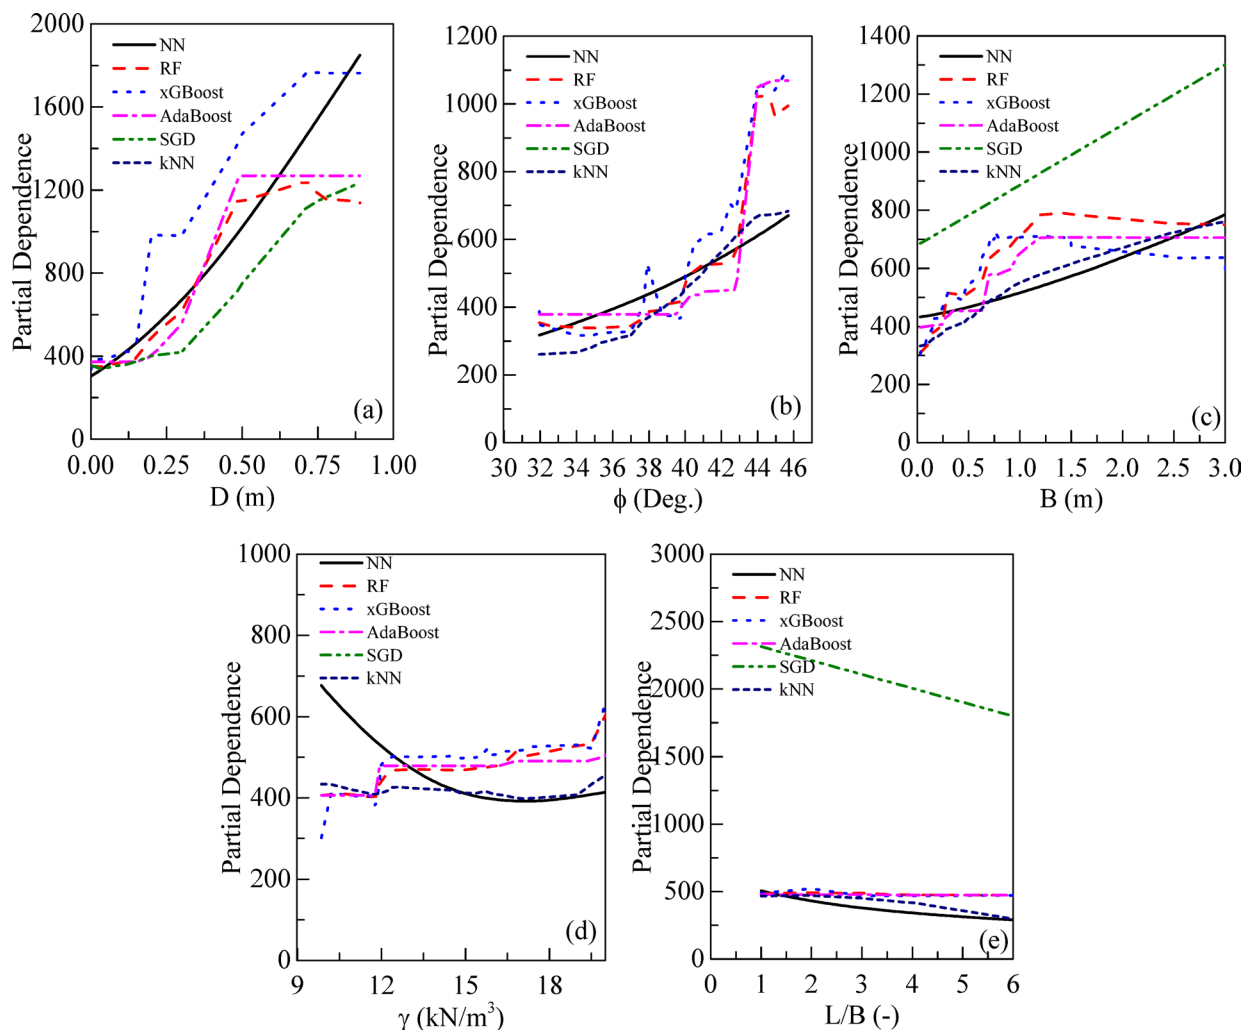 2000
1600
1200
800
400
0
Partial Dependence
NN
RF
xGBoost
AdaBoost
SGD
kNN
(a)
0.00 0.25 0.50 0.75 1.00
D (m)
1200
1000
800
600
400
200
0
Partial Dependence
NN
RF
xGBoost
AdaBoost
SGD
kNN
(b)
30 32 34 36 38 40 42 44 46
ϕ (Deg.)
1400
1200
1000
800
600
400
200
0
Partial Dependence
NN
RF
xGBoost
AdaBoost
SGD
kNN
(c)
0.0 0.5 1.0 1.5 2.0 2.5 3.0
B (m)
1000
800
600
400
200
0
Partial Dependence
NN
RF
xGBoost
AdaBoost
SGD
kNN
(d)
9 12 15 18
γ (kN/m³)
3000
2500
2000
1500
1000
500
0
Partial Dependence
NN
RF
xGBoost
AdaBoost
SGD
kNN
(e)
0 1 2 3 4 5 6
L/B (-)